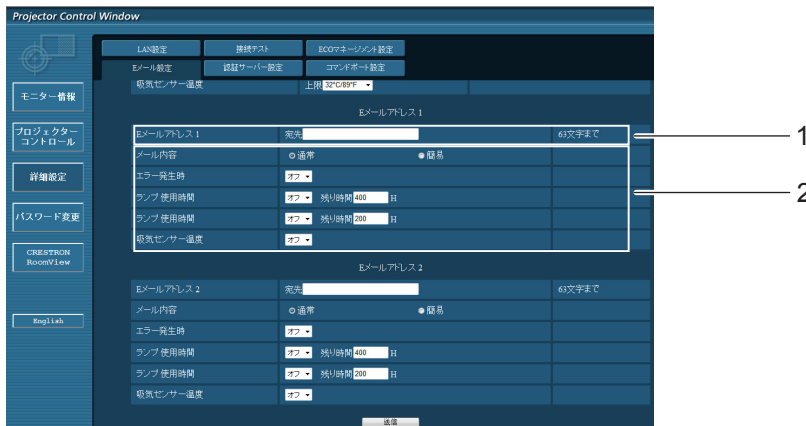 Projector Control Window
LAN設定 接続テスト ECOマネージメント設定
Eメール設定 認証サーバー設定 コマンドポート設定
吸気センサー温度 上限 32°C/89°F
モニター情報
プロジェクター
コントロール
詳細設定
パスワード変更
CRESTRON
RoomView
English
Eメールアドレス 1
Eメールアドレス 1 宛先 63文字まで
メール内容 通常 簡易
エラー発生時 オフ
ランプ 使用時間 オフ 残り時間 400 H
ランプ 使用時間 オフ 残り時間 200 H
吸気センサー温度 オフ
Eメールアドレス 2
Eメールアドレス 2 宛先 63文字まで
メール内容 通常 簡易
エラー発生時 オフ
ランプ 使用時間 オフ 残り時間 400 H
ランプ 使用時間 オフ 残り時間 200 H
吸気センサー温度 オフ
送信
1
2